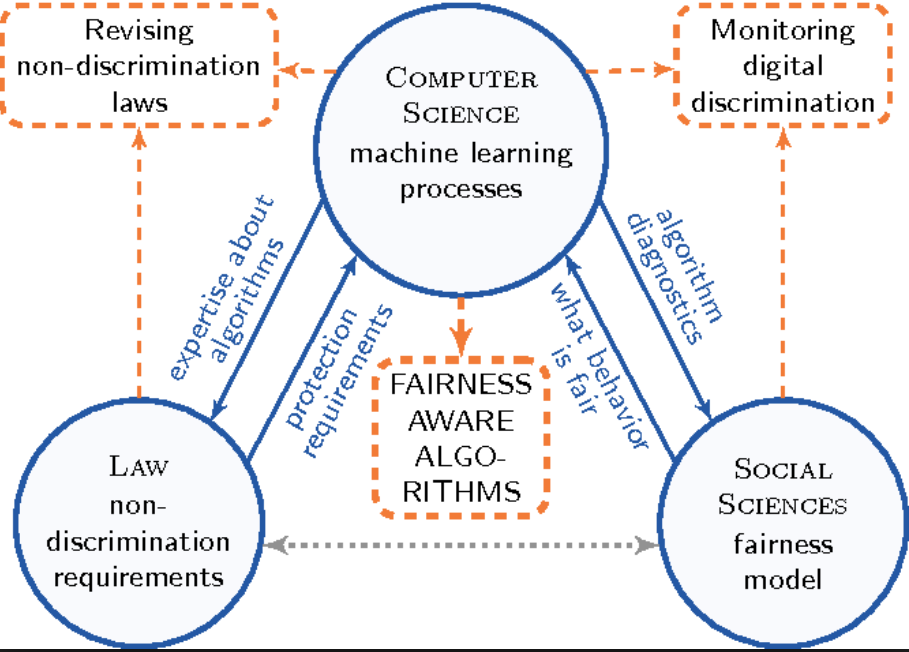 Revising
non-discrimination
laws
COMPUTER
SCIENCE
machine learning
processes
Monitoring
digital
discrimination
expertise about
algorithms
protection
requirements
what behavior
is fair
algorithm
diagnostics
FAIRNESS
AWARE
ALGO-
RITHMS
LAW
non-
discrimination
requirements
SOCIAL
SCIENCES
fairness
model